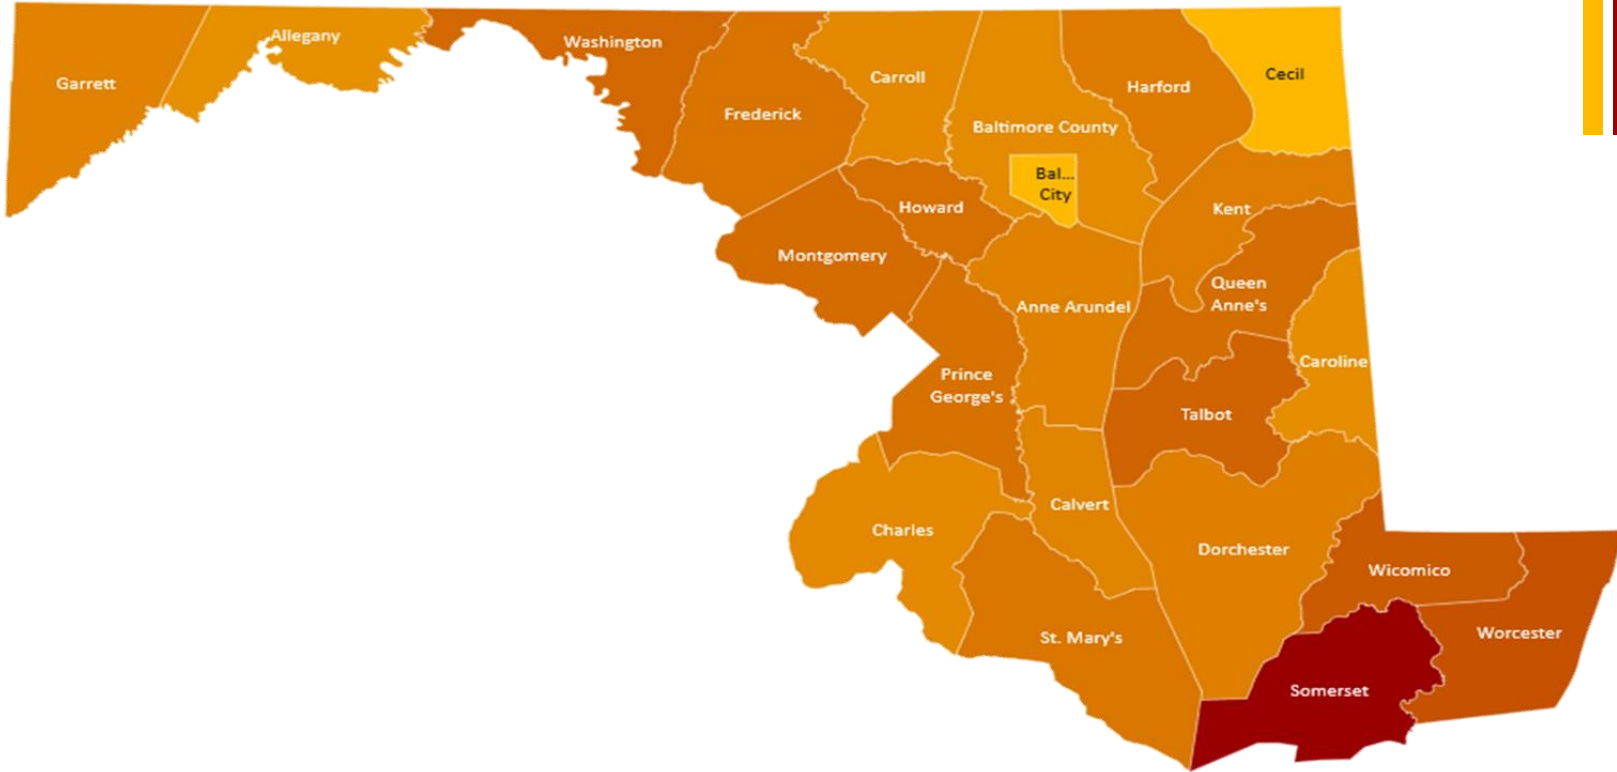 Garrett
Allegany
Washington
Frederick
Carroll
Baltimore County
Bal...
City
Harford
Cecil
Howard
Montgomery
Kent
Queen
Anne's
Anne Arundel
Prince
George's
Caroline
Talbot
Calvert
Charles
Dorchester
St. Mary's
Wicomico
Worcester
Somerset